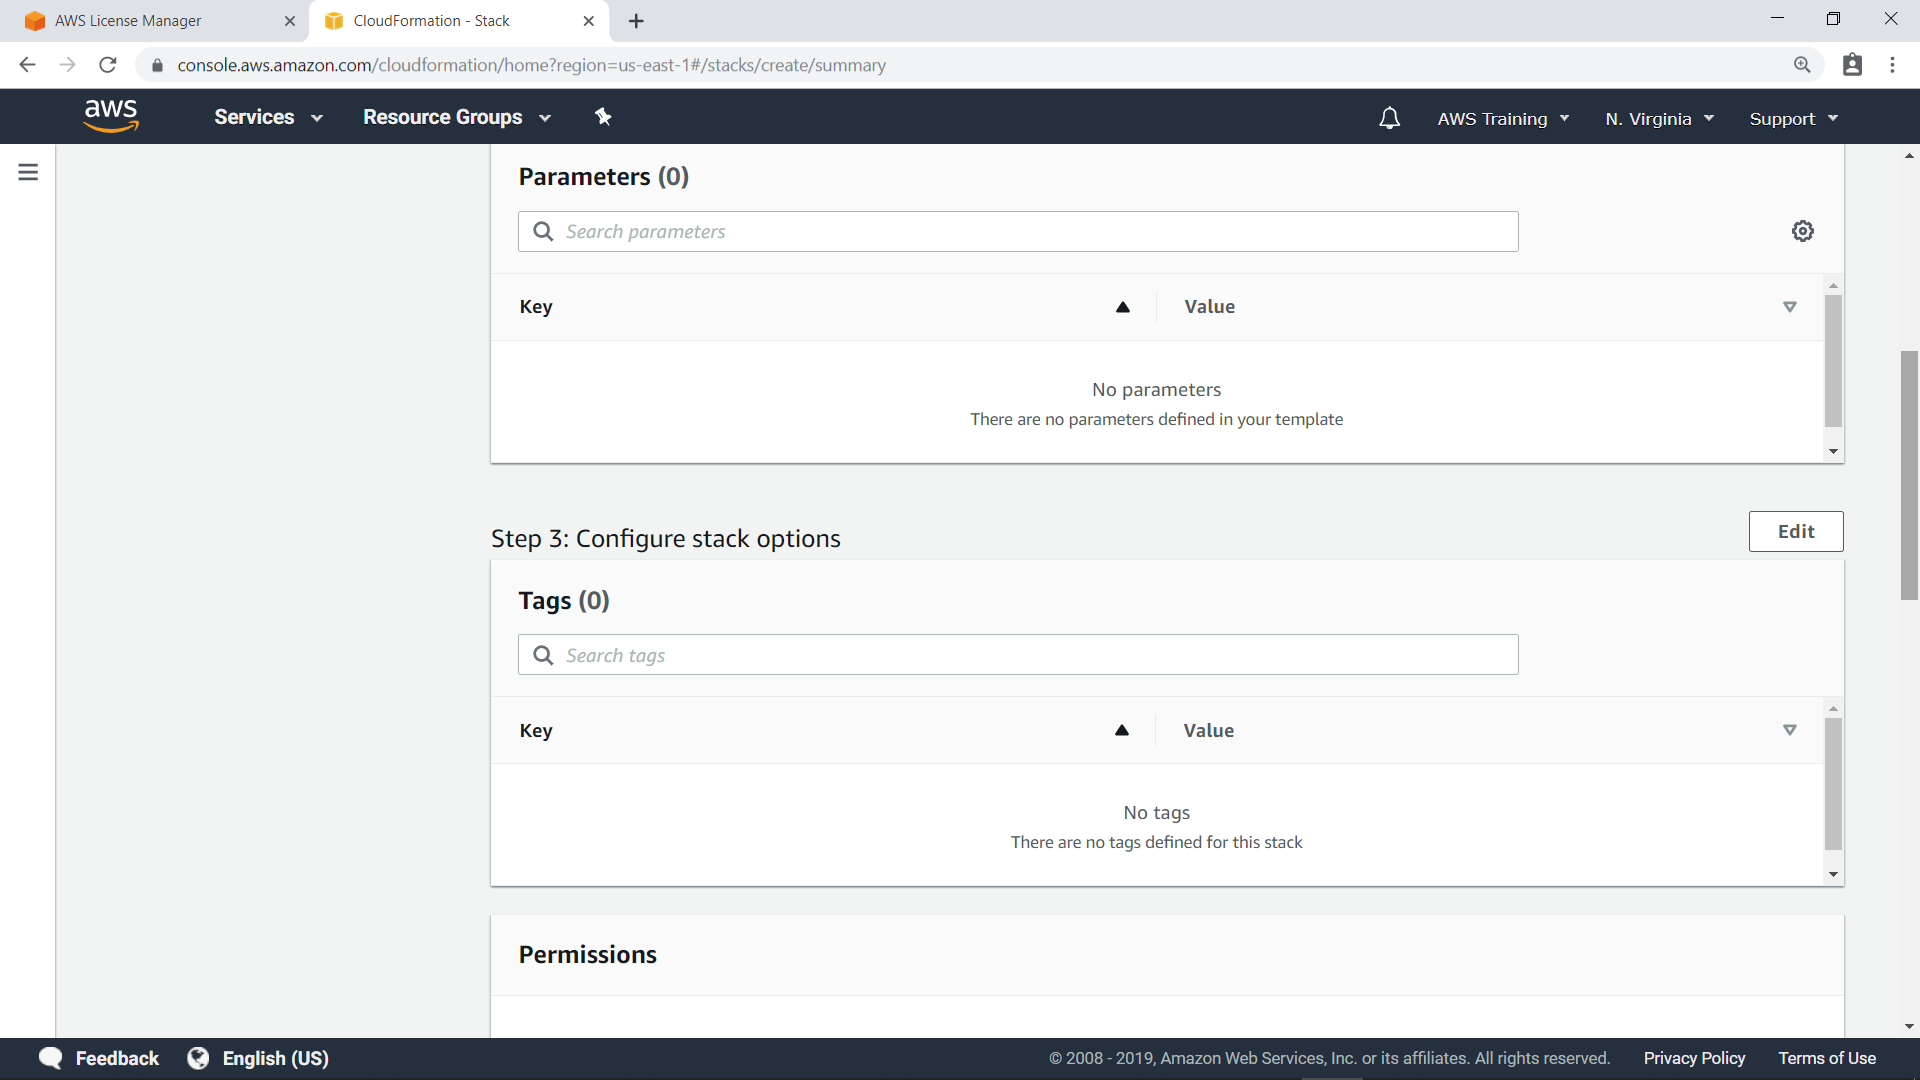 AWS License Manager
CloudFormation - Stack
console.aws.amazon.com/cloudformation/home?region=us-east-1#/stacks/create/summary
aws
Services
Resource Groups
AWS Training
N. Virginia
Support
Parameters (0)
Search parameters
Key
Value
No parameters
There are no parameters defined in your template
Step 3: Configure stack options
Edit
Tags (0)
Search tags
Key
Value
No tags
There are no tags defined for this stack
Permissions
Feedback
English (US)
© 2008 - 2019, Amazon Web Services, Inc. or its affiliates. All rights reserved.
Privacy Policy
Terms of Use